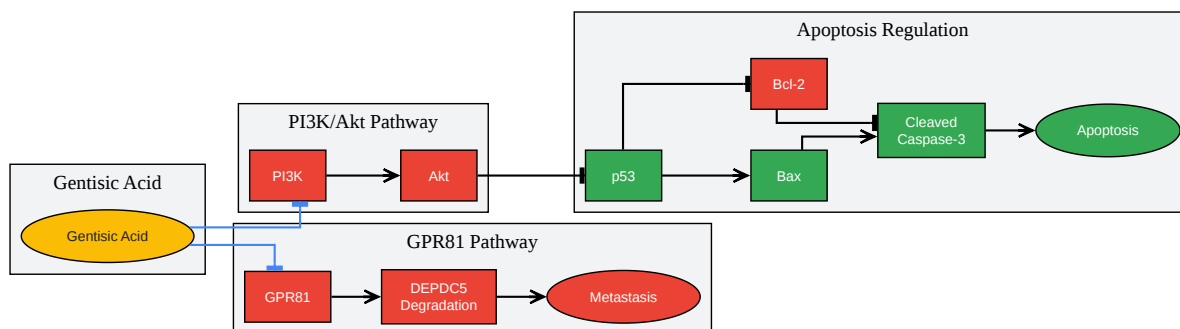 Apoptosis Regulation
Bcl-2
Cleaved
Caspase-3
Apoptosis
p53
Bax
PI3K/Akt Pathway
PI3K
Akt
Gentisic Acid
Gentisic Acid
GPR81 Pathway
GPR81
DEPDC5
Degradation
Metastasis